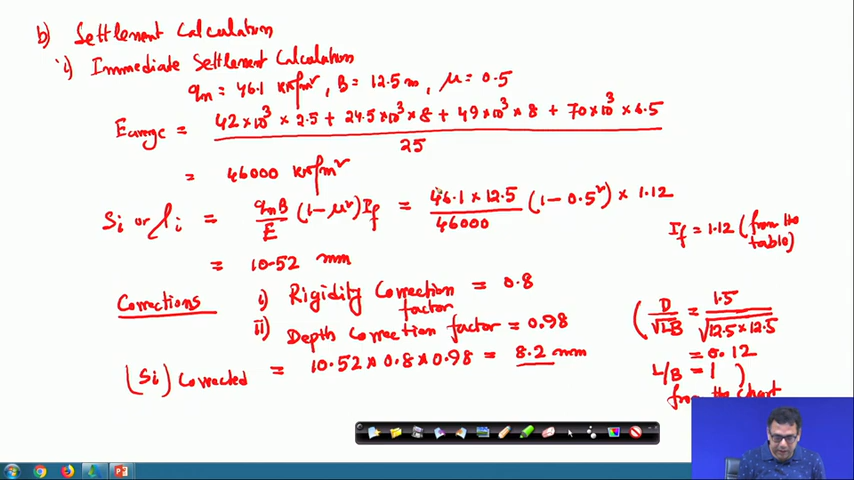 b) Settlement Calculation
i) Immediate Settlement Calculation
qn = 46.1 kN/m², B = 12.5 m, μ = 0.5
Eaverage = 42×10³ × 2.5 + 24.5×10³×8 + 49×10³ × 8 + 70×10³ × 6.5
25
= 46000 kN/m²
Si or ρi = qnB/E (1-μ²) If = 46.1 × 12.5/46000 (1-0.5²) × 1.12
If = 1.12 (from the table)
= 10.52 mm
Corrections i) Rigidity Correction factor = 0.8
ii) Depth Correction factor = 0.98
(D/√LB = 1.5/√12.5×12.5
= 0.12
L/B = 1 )
from the chart
(Si) Corrected = 10.52×0.8×0.98 = 8.2 mm